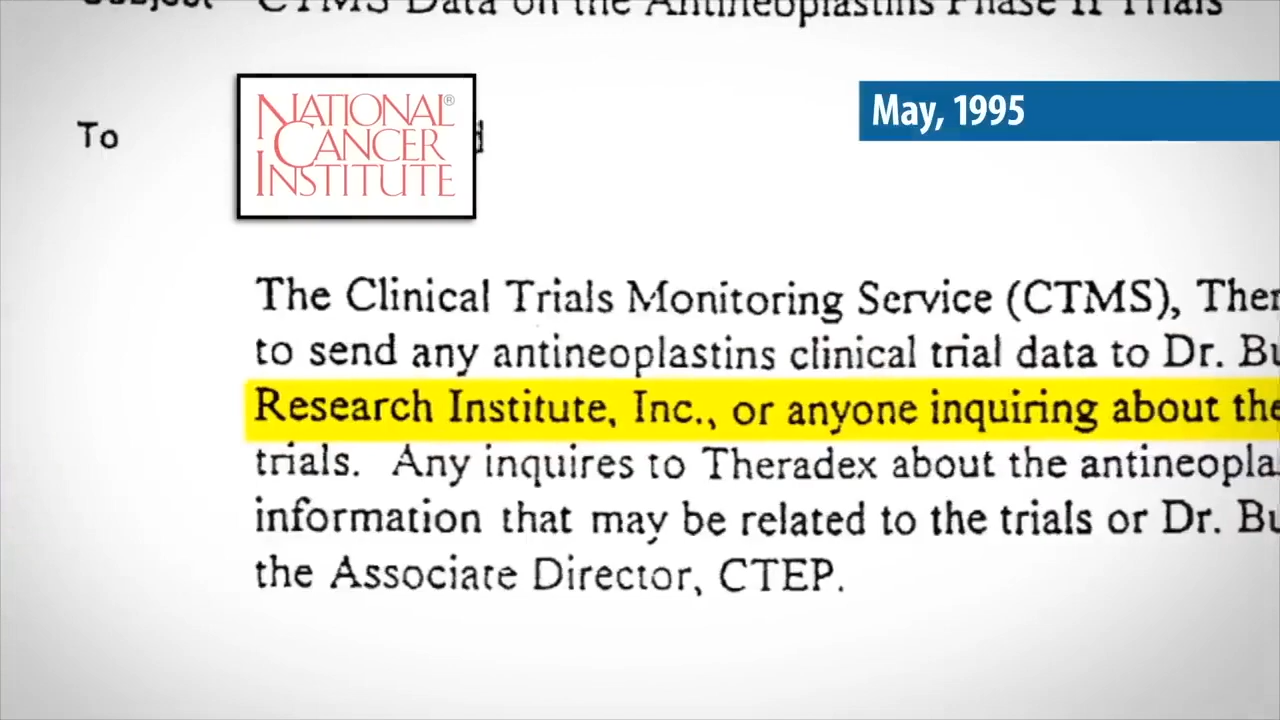 Subject CTMS Data on the Antineoplastins Phase II Trials
To
NATIONAL®
CANCER
INSTITUTE
May, 1995
The Clinical Trials Monitoring Service (CTMS), Ther
to send any antineoplastins clinical trial data to Dr. Bu
Research Institute, Inc., or anyone inquiring about the
trials. Any inquires to Theradex about the antineopla
information that may be related to the trials or Dr. Bu
the Associate Director, CTEP.